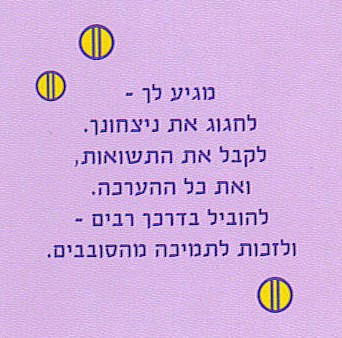 מגיע לך -
לחגוג את ניצחונך.
לקבל את התשואות,
ואת כל ההערכה.
להוביל בדרכך רבים -
ולזכות לתמיכה מהסובבים.